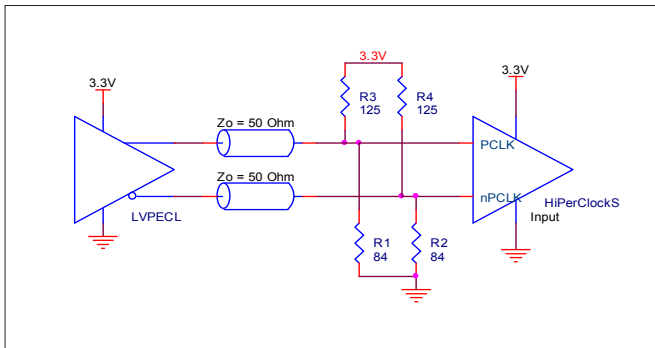 3.3V
3.3V
3.3V
R3
125
R4
125
Zo = 50 Ohm
PCLK
Zo = 50 Ohm
nPCLK
HiPerClockS
Input
LVPECL
R1
84
R2
84